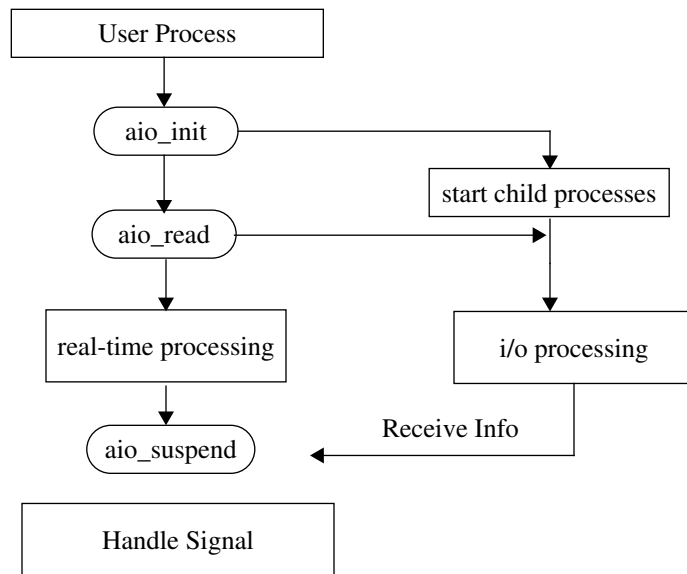 User Process
aio_init
start child processes
aio_read
real-time processing
i/o processing
Receive Info
aio_suspend
Handle Signal